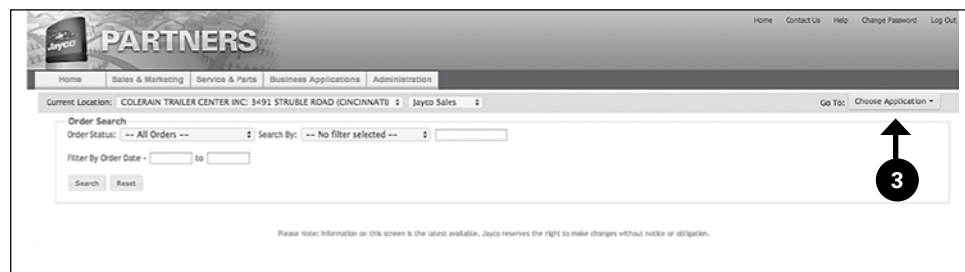 Home Contact Us Help Change Password Log Out
Jayco PARTNERS
Home Sales & Marketing Service & Parts Business Applications Administration
Current Location: COLERAIN TRAILER CENTER INC: 3491 STRUBLE ROAD (CINCINNATI) Jayco Sales Go To: Choose Application
Order Search
Order Status: -- All Orders -- Search By: -- No filter selected --
Filter By Order Date - to
Search Reset
3
Please Note: Information on this screen is the latest available. Jayco reserves the right to make changes without notice or obligation.